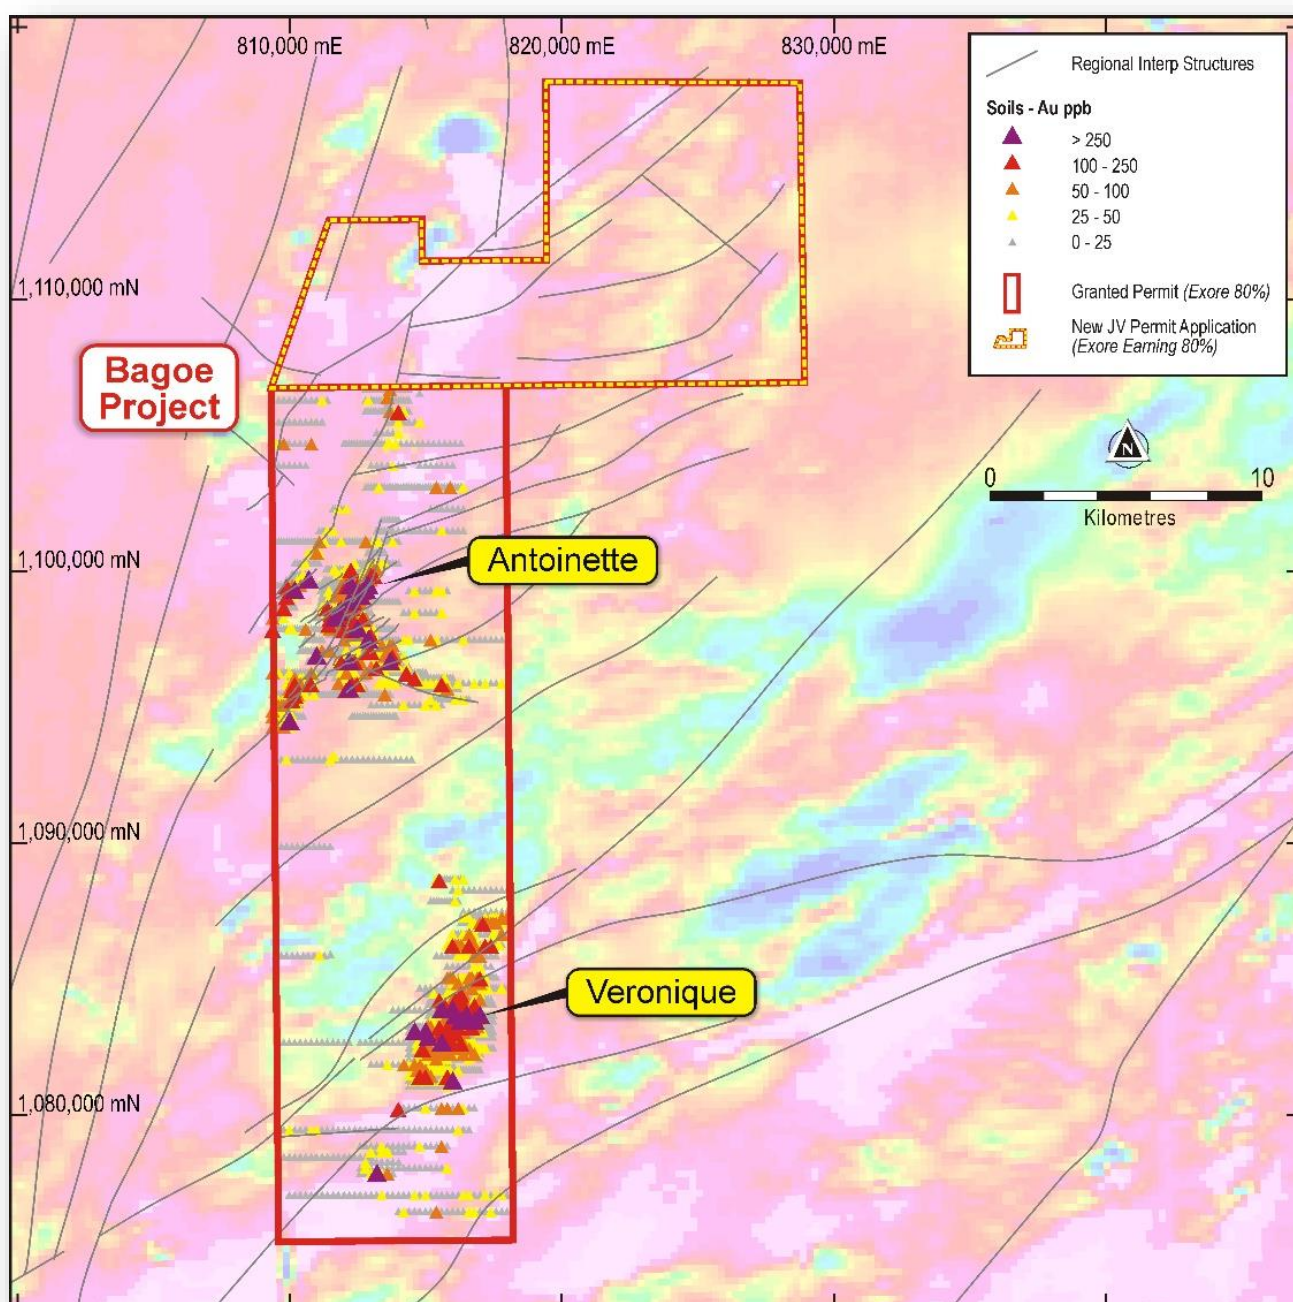 810,000 mE
820,000 mE
830,000 mE
Regional Interp Structures
Soils - Au ppb
> 250
100 - 250
50 - 100
25 - 50
0 - 25
Granted Permit (Exore 80%)
New JV Permit Application
(Exore Earning 80%)
1,110,000 mN
Bagoe
Project
N
0
10
Kilometres
1,100,000 mN
Antoinette
1,090,000 mN
Veronique
1,080,000 mN